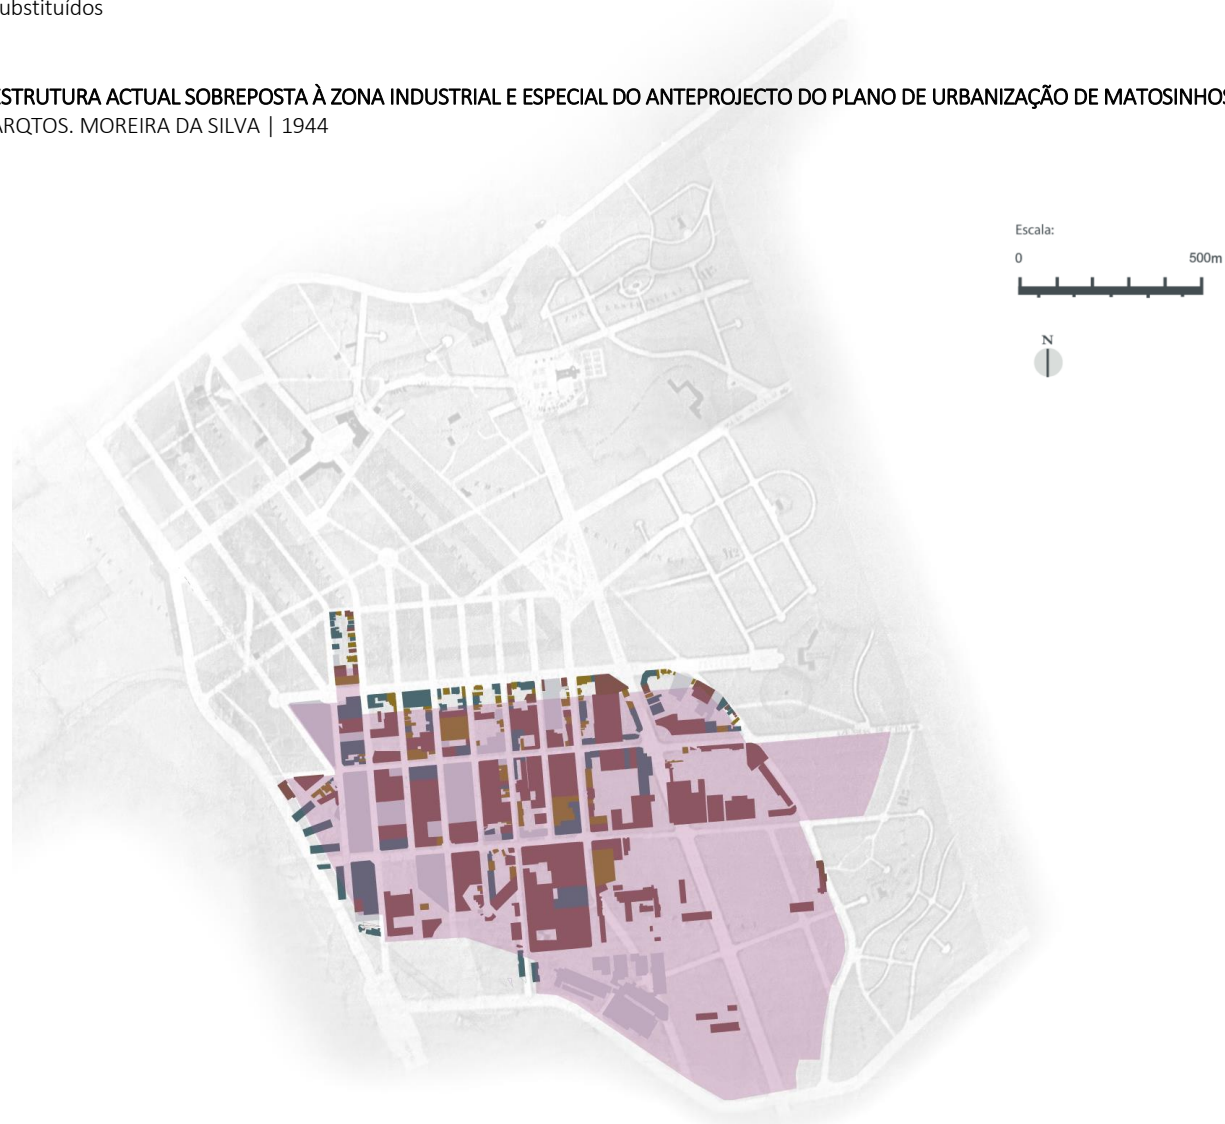 ubstituídos
ESTRUTURA ACTUAL SOBREPOSTA À ZONA INDUSTRIAL E ESPECIAL DO ANTEPROJECTO DO PLANO DE URBANIZAÇÃO DE MATOSINHOS
ARQTOS. MOREIRA DA SILVA | 1944
Escala:
0 500m
N